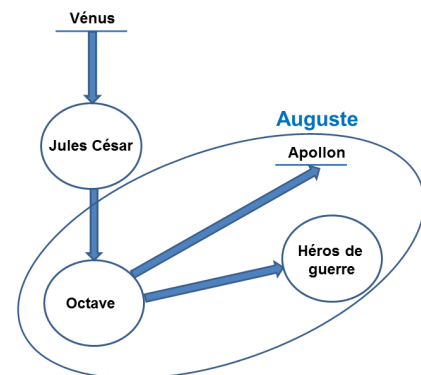 Vénus
Jules César
Auguste
Apollon
Héros de
guerre
Octave